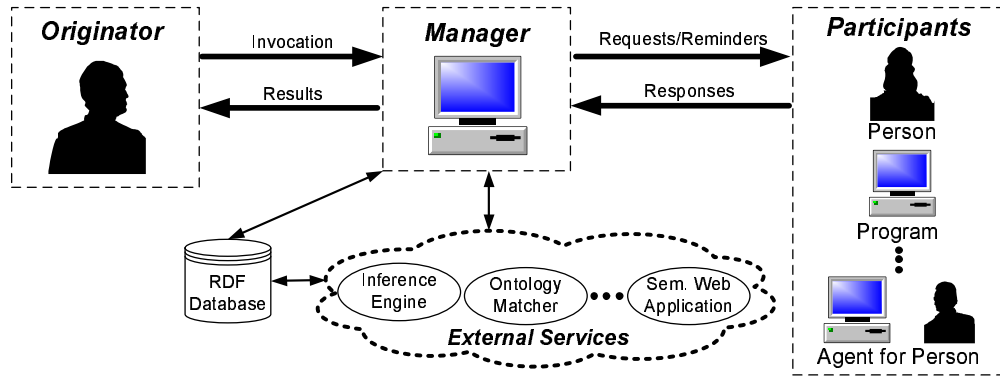 Originator
Invocation
Results
Manager
Requests/Reminders
Responses
Participants
Person
Program
Agent for Person
RDF
Database
Inference
Engine
Ontology
Matcher
Sem. Web
Application
External Services